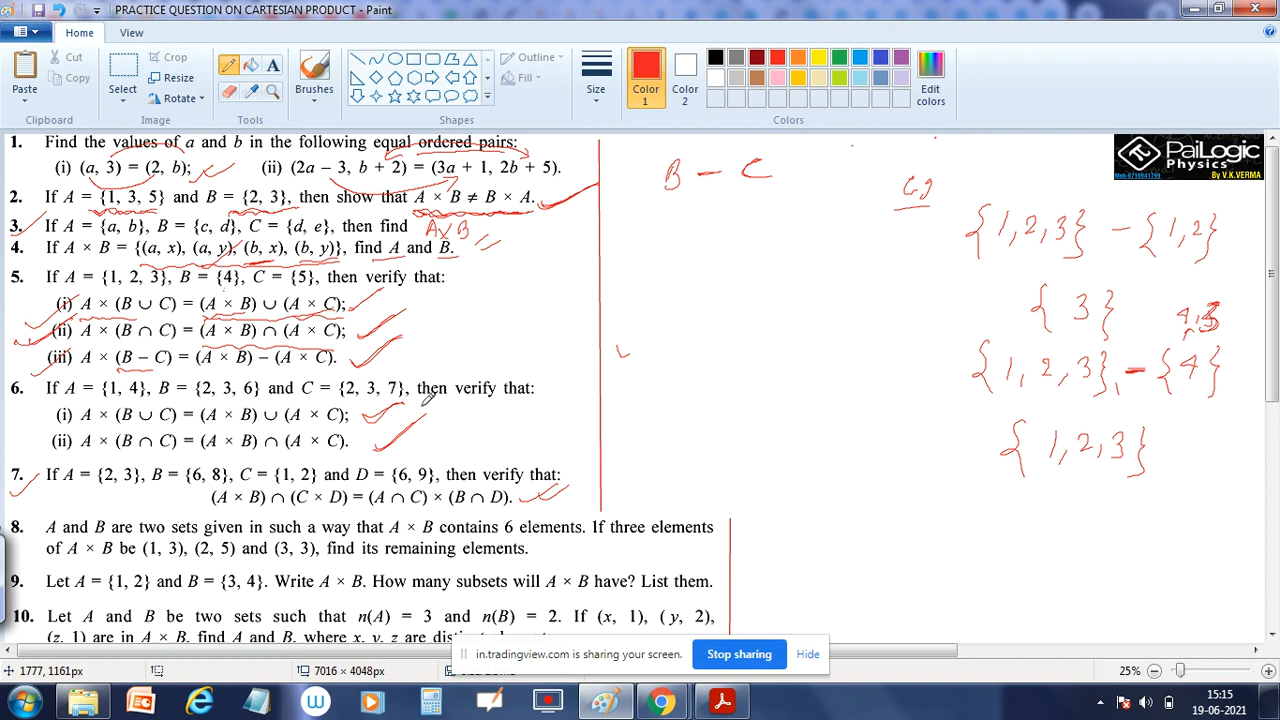 PRACTICE QUESTION ON CARTESIAN PRODUCT - Paint
Home View
Paste
Cut
Copy
Clipboard
Select
Crop
Resize
Rotate
Image
Tools
Brushes
Shapes
Outline
Fill
Size
Color 1
Color 2
Edit colors
Colors
1. Find the values of a and b in the following equal ordered pairs:
(i) (a, 3) = (2, b); (ii) (2a − 3, b + 2) = (3a + 1, 2b + 5).
2. If A = {1, 3, 5} and B = {2, 3}, then show that A × B ≠ B × A.
3. If A = {a, b}, B = {c, d}, C = {d, e}, then find A×B
4. If A × B = {(a, x), (a, y), (b, x), (b, y)}, find A and B.
5. If A = {1, 2, 3}, B = {4}, C = {5}, then verify that:
(i) A × (B ∪ C) = (A × B) ∪ (A × C);
(ii) A × (B ∩ C) = (A × B) ∩ (A × C);
(iii) A × (B − C) = (A × B) − (A × C).
6. If A = {1, 4}, B = {2, 3, 6} and C = {2, 3, 7}, then verify that:
(i) A × (B ∪ C) = (A × B) ∪ (A × C);
(ii) A × (B ∩ C) = (A × B) ∩ (A × C).
7. If A = {2, 3}, B = {6, 8}, C = {1, 2} and D = {6, 9}, then verify that:
(A × B) ∩ (C × D) = (A ∩ C) × (B ∩ D).
8. A and B are two sets given in such a way that A × B contains 6 elements. If three elements
of A × B be (1, 3), (2, 5) and (3, 3), find its remaining elements.
9. Let A = {1, 2} and B = {3, 4}. Write A × B. How many subsets will A × B have? List them.
10. Let A and B be two sets such that n(A) = 3 and n(B) = 2. If (x, 1), (y, 2),
(z, 1) are in A × B, find A and B, where x, y, z are distinct
B − C
{1, 2, 3} − {1, 2}
{3}
{1, 2, 3} − {4}
{1, 2, 3}
PaiLogic
Physics
By V.K.VERMA
in.tradingview.com is sharing your screen. Stop sharing Hide
1777, 1161px 7016 × 4048px 25%
15:15
19-06-2021